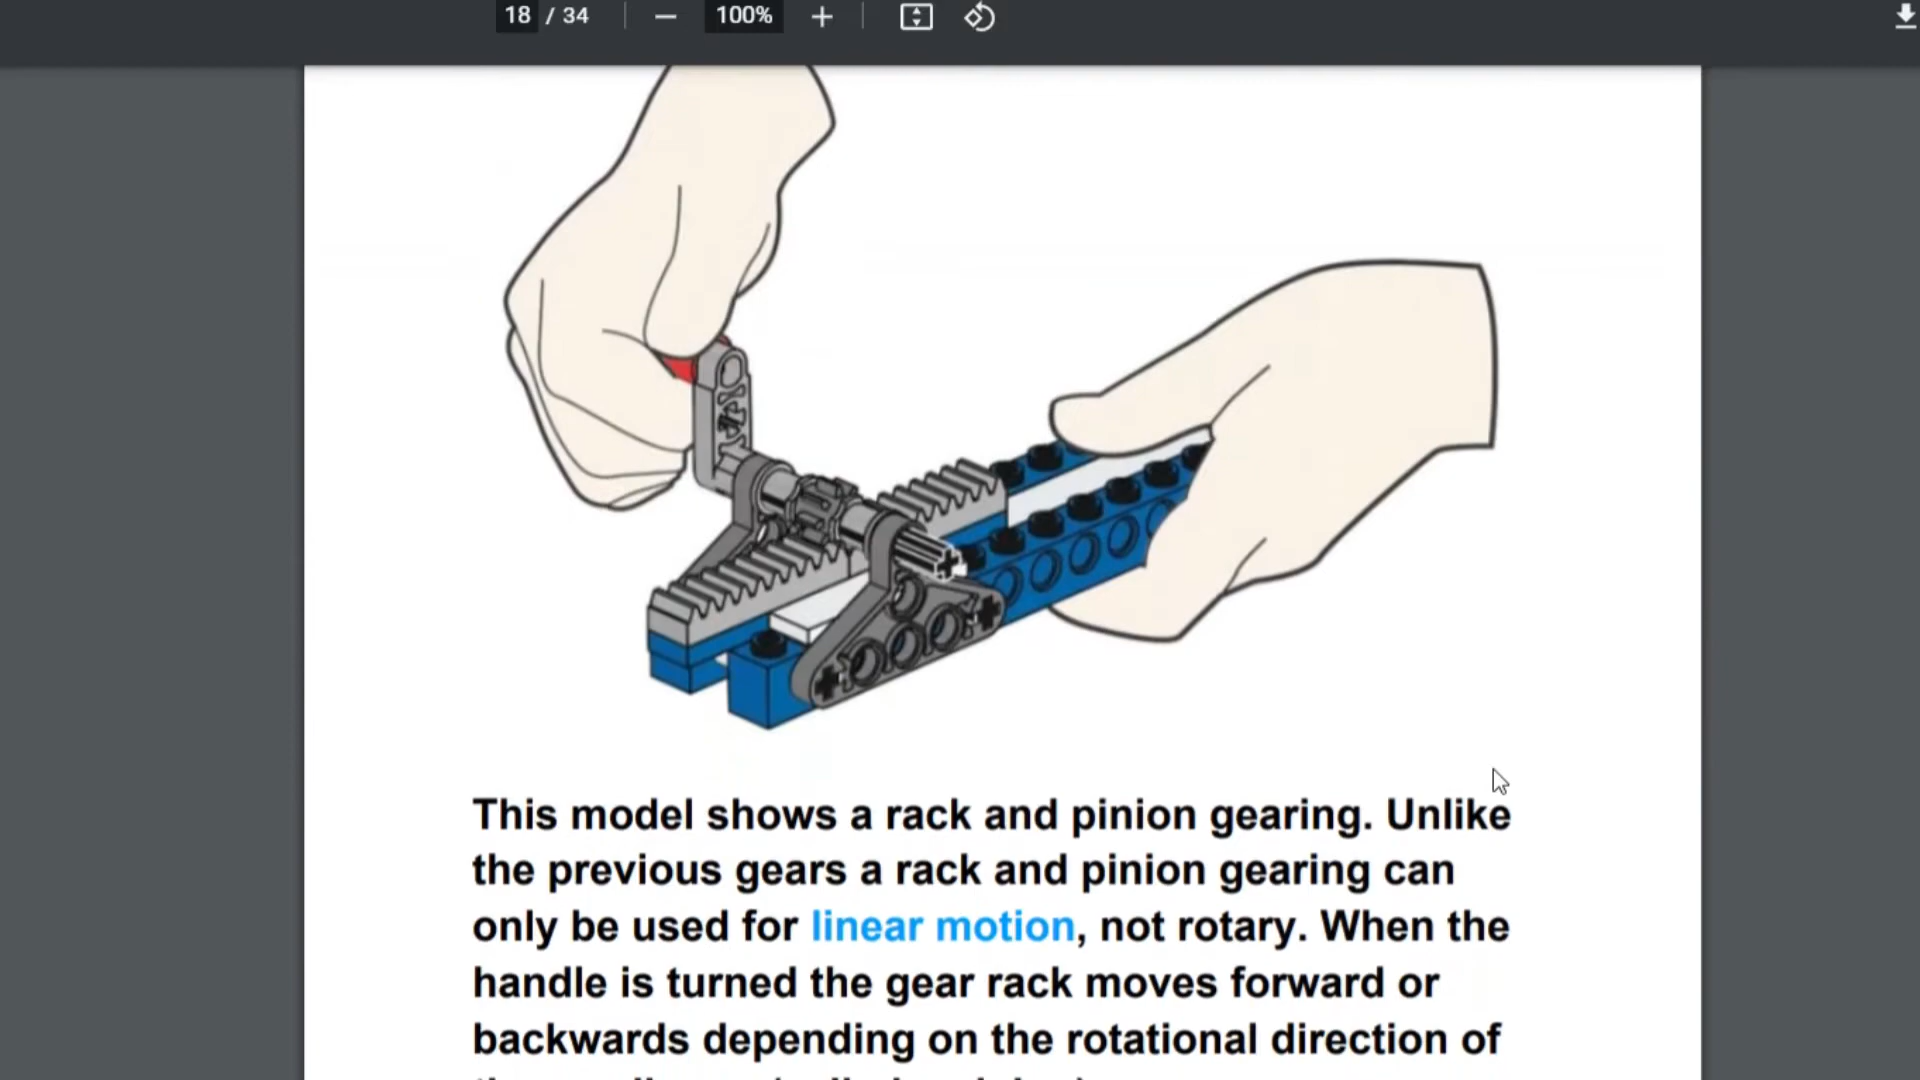 18 / 34
100%
This model shows a rack and pinion gearing. Unlike
the previous gears a rack and pinion gearing can
only be used for linear motion, not rotary. When the
handle is turned the gear rack moves forward or
backwards depending on the rotational direction of